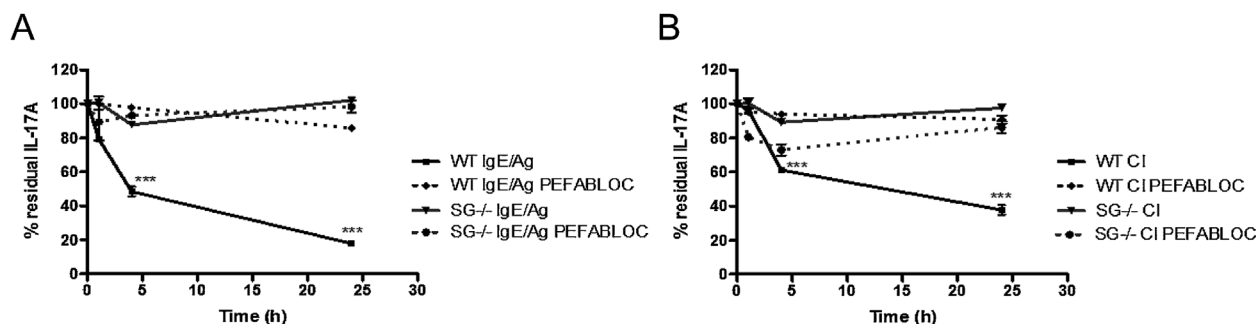 A
B
120
100
80
60
40
20
0
% residual IL-17A
***
***
0 5 10 15 20 25 30
Time (h)
WT IgE/Ag
WT IgE/Ag PEFABLOC
SG-/- IgE/Ag
SG-/- IgE/Ag PEFABLOC
120
100
80
60
40
20
0
% residual IL-17A
***
***
0 5 10 15 20 25 30
Time (h)
WT CI
WT CI PEFABLOC
SG-/- CI
SG-/- CI PEFABLOC